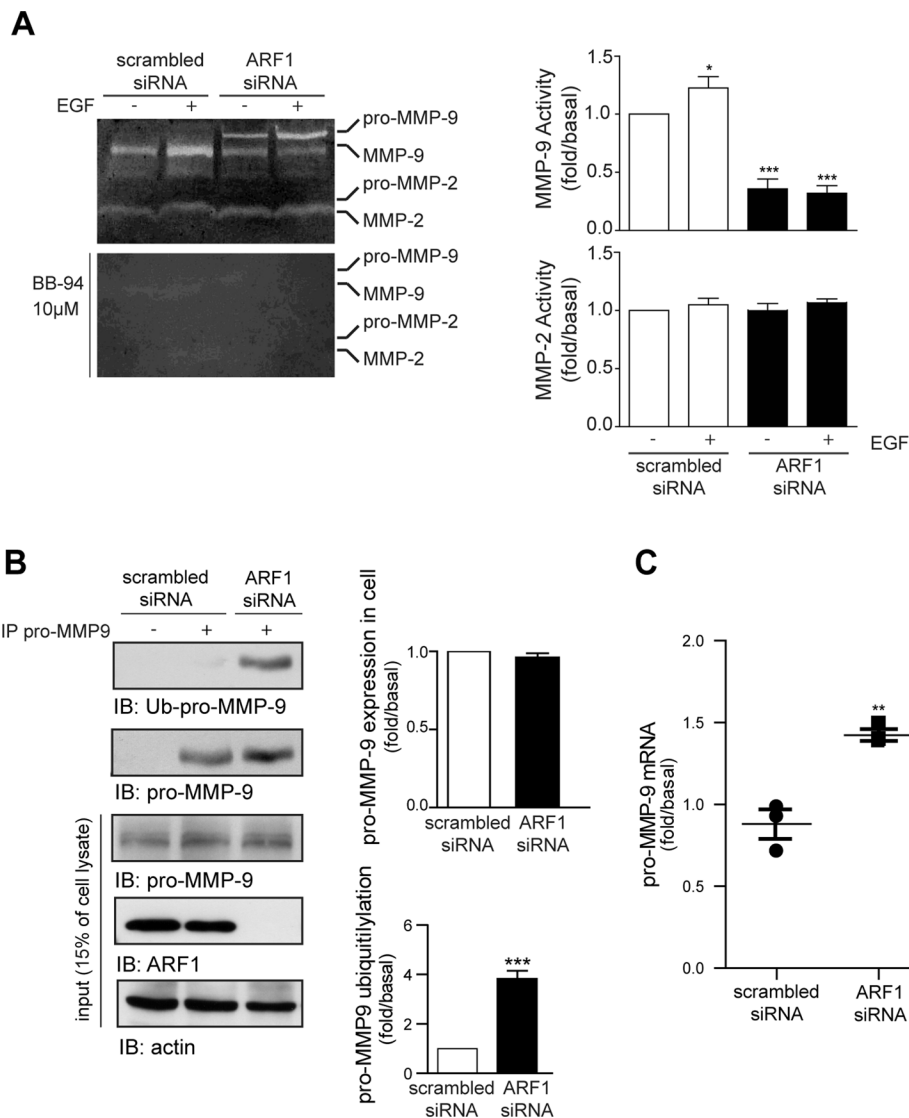 A
scrambled
siRNA
ARF1
siRNA
EGF
- + - +
pro-MMP-9
MMP-9
pro-MMP-2
MMP-2
BB-94
10µM
pro-MMP-9
MMP-9
pro-MMP-2
MMP-2
MMP-9 Activity
(fold/basal)
1.5
1.0
0.5
0.0
*
***
***
MMP-2 Activity
(fold/basal)
1.5
1.0
0.5
0.0
- + - +
EGF
scrambled
siRNA
ARF1
siRNA
B
scrambled
siRNA
ARF1
siRNA
IP pro-MMP9
- + +
IB: Ub-pro-MMP-9
IB: pro-MMP-9
input (15% of cell lysate)
IB: pro-MMP-9
IB: ARF1
IB: actin
pro-MMP-9 expression in cell
(fold/basal)
1.0
0.5
0.0
scrambled
siRNA
ARF1
siRNA
pro-MMP9 ubiquitilylation
(fold/basal)
6
4
2
0
***
scrambled
siRNA
ARF1
siRNA
C
pro-MMP-9 mRNA
(fold/basal)
2.0
1.5
1.0
0.5
0.0
**
scrambled
siRNA
ARF1
siRNA